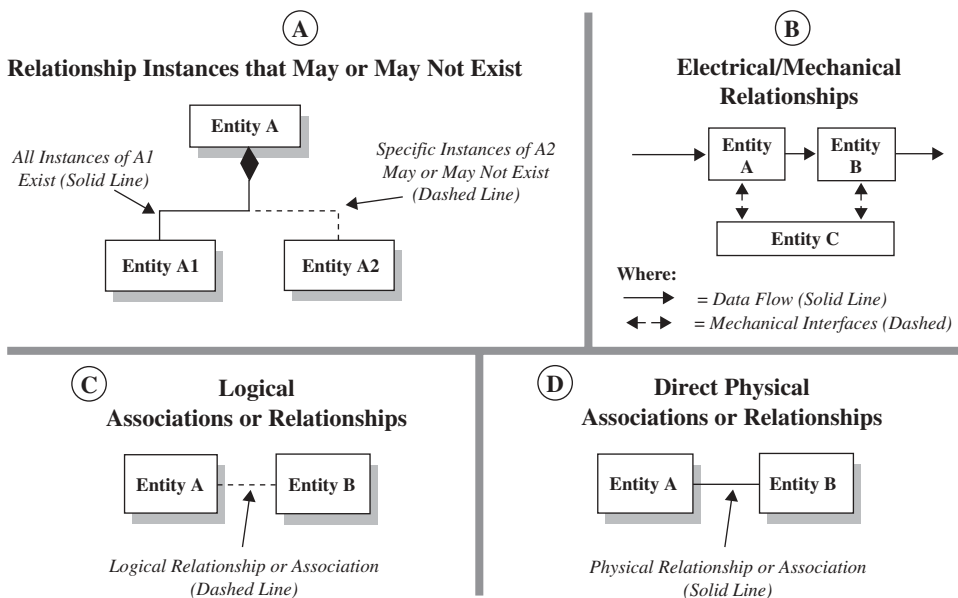 A
Relationship Instances that May or May Not Exist
Entity A
All Instances of A1
Exist (Solid Line)
Specific Instances of A2
May or May Not Exist
(Dashed Line)
Entity A1
Entity A2
B
Electrical/Mechanical
Relationships
Entity
A
Entity
B
Entity C
Where:
= Data Flow (Solid Line)
= Mechanical Interfaces (Dashed)
C
Logical
Associations or Relationships
Entity A
Entity B
Logical Relationship or Association
(Dashed Line)
D
Direct Physical
Associations or Relationships
Entity A
Entity B
Physical Relationship or Association
(Solid Line)